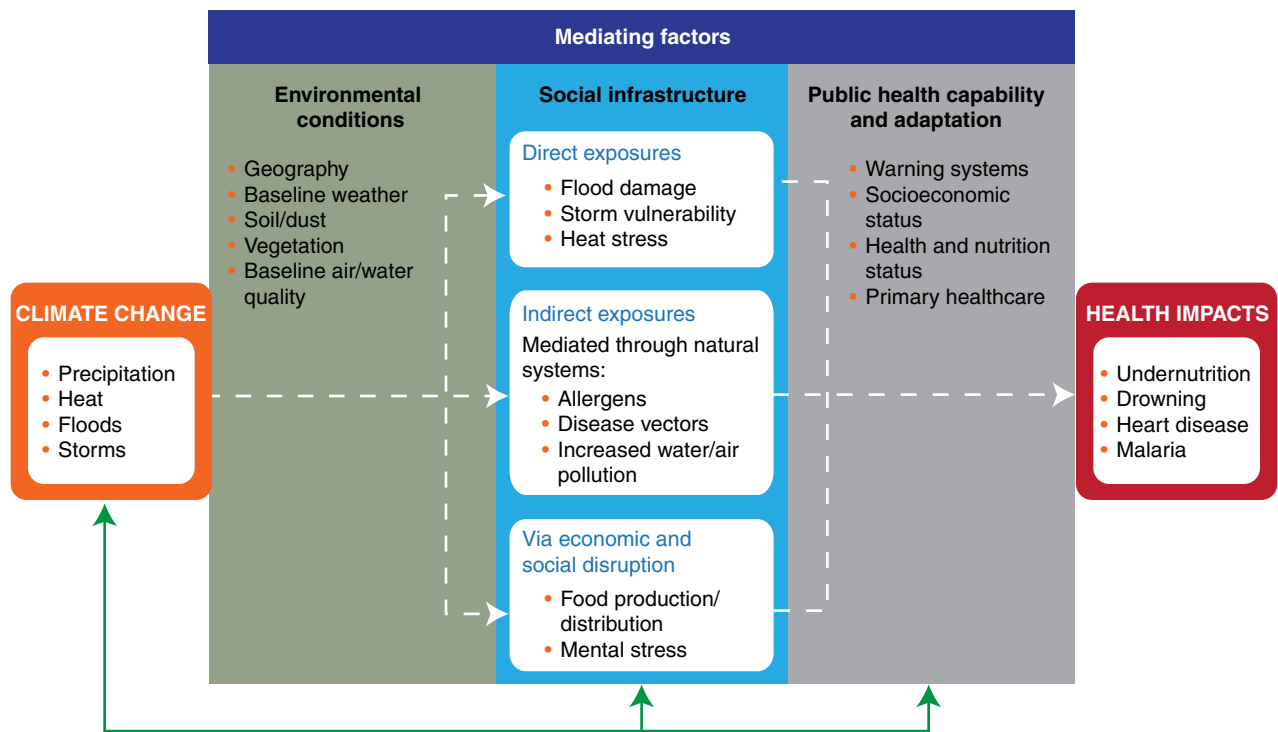 Mediating factors
Environmental
conditions
• Geography
• Baseline weather
• Soil/dust
• Vegetation
• Baseline air/water
quality
Social infrastructure
Direct exposures
• Flood damage
• Storm vulnerability
• Heat stress
Indirect exposures
Mediated through natural
systems:
• Allergens
• Disease vectors
• Increased water/air
pollution
Via economic and
social disruption
• Food production/
distribution
• Mental stress
Public health capability
and adaptation
• Warning systems
• Socioeconomic
status
• Health and nutrition
status
• Primary healthcare
CLIMATE CHANGE
• Precipitation
• Heat
• Floods
• Storms
HEALTH IMPACTS
• Undernutrition
• Drowning
• Heart disease
• Malaria